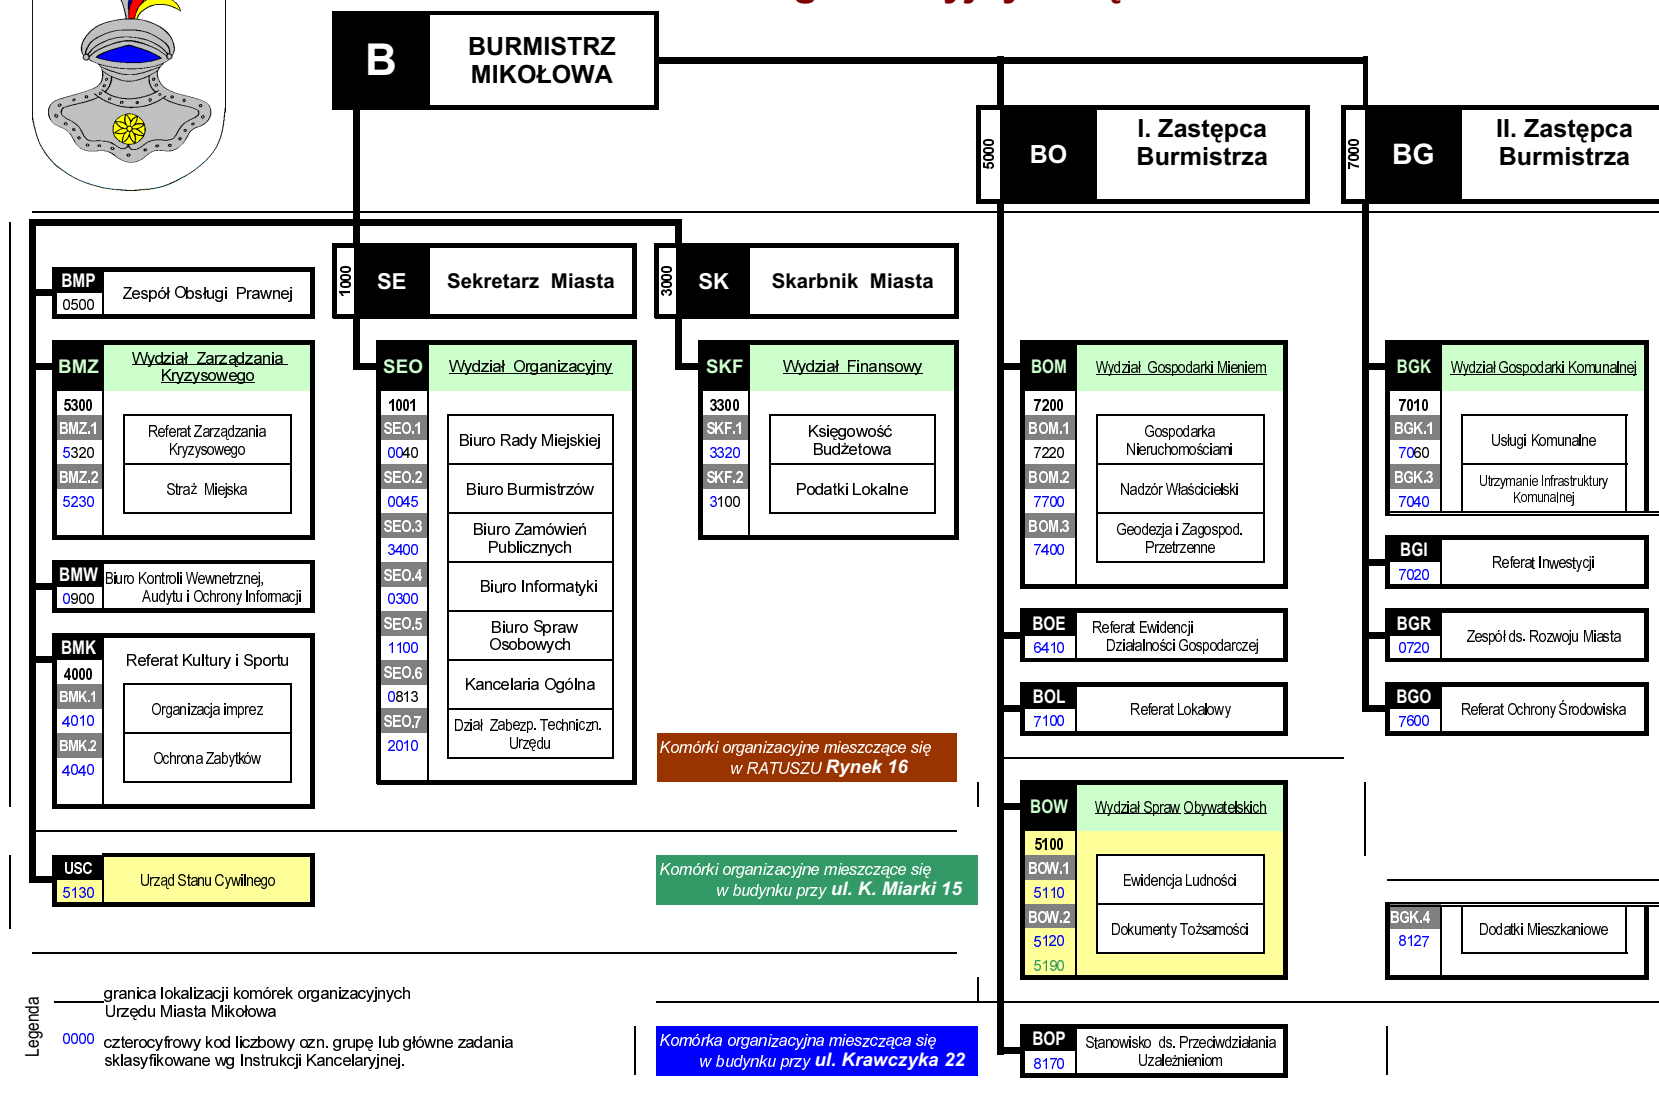 B
BURMISTRZ
MIKOŁOWA
5000
BO
I. Zastępca
Burmistrza
7000
BG
II. Zastępca
Burmistrza
BMP
0500
Zespół Obsługi Prawnej
1000
SE
Sekretarz Miasta
3000
SK
Skarbnik Miasta
BMZ
Wydział Zarządzania
Kryzysowego
5300
BMZ.1
5320
Referat Zarządzania
Kryzysowego
BMZ.2
5230
Straż Miejska
BMW
0900
Biuro Kontroli Wewnetrznej,
Audytu i Ochrony Informacji
BMK
4000
Referat Kultury i Sportu
BMK.1
4010
Organizacja imprez
BMK.2
4040
Ochrona Zabytków
USC
5130
Urząd Stanu Cywilnego
SEO
Wydział Organizacyjny
1001
SEO.1
0040
Biuro Rady Miejskiej
SEO.2
0045
Biuro Burmistrzów
SEO.3
3400
Biuro Zamówień
Publicznych
SEO.4
0300
Biuro Informatyki
SEO.5
1100
Biuro Spraw
Osobowych
SEO.6
0813
Kancelaria Ogólna
SEO.7
2010
Dział Zabezp. Techniczn.
Urzędu
SKF
Wydział Finansowy
3300
SKF.1
3320
Księgowość
Budżetowa
SKF.2
3100
Podatki Lokalne
BOM
Wydział Gospodarki Mieniem
7200
BOM.1
7220
Gospodarka
Nieruchomościami
BOM.2
7700
Nadzór Właścicielski
BOM.3
7400
Geodezja i Zagospod.
Przetrzenne
BOE
6410
Referat Ewidencji
Działalności Gospodarczej
BOL
7100
Referat Lokalowy
BOW
Wydział Spraw Obywatelskich
5100
BOW.1
5110
Ewidencja Ludności
BOW.2
5120
5190
Dokumenty Tożsamości
BOP
8170
Stanowisko ds. Przeciwdziałania
Uzależnieniom
BGK
Wydział Gospodarki Komunalnej
7010
BGK.1
7060
Usługi Komunalne
BGK.3
7040
Utrzymanie Infrastruktury
Komunalnej
BGI
7020
Referat Inwestycji
BGR
0720
Zespół ds. Rozwoju Miasta
BGO
7600
Referat Ochrony Środowiska
BGK.4
8127
Dodatki Mieszkaniowe
Komórki organizacyjne mieszczące się
w RATUSZU Rynek 16
Komórki organizacyjne mieszczące się
w budynku przy ul. K. Miarki 15
Komórka organizacyjna mieszcząca się
w budynku przy ul. Krawczyka 22
Legenda
granica lokalizacji komórek organizacyjnych
Urzędu Miasta Mikołowa
0000 czterocyfrowy kod liczbowy ozn. grupę lub główne zadania
sklasyfikowane wg Instrukcji Kancelaryjnej.